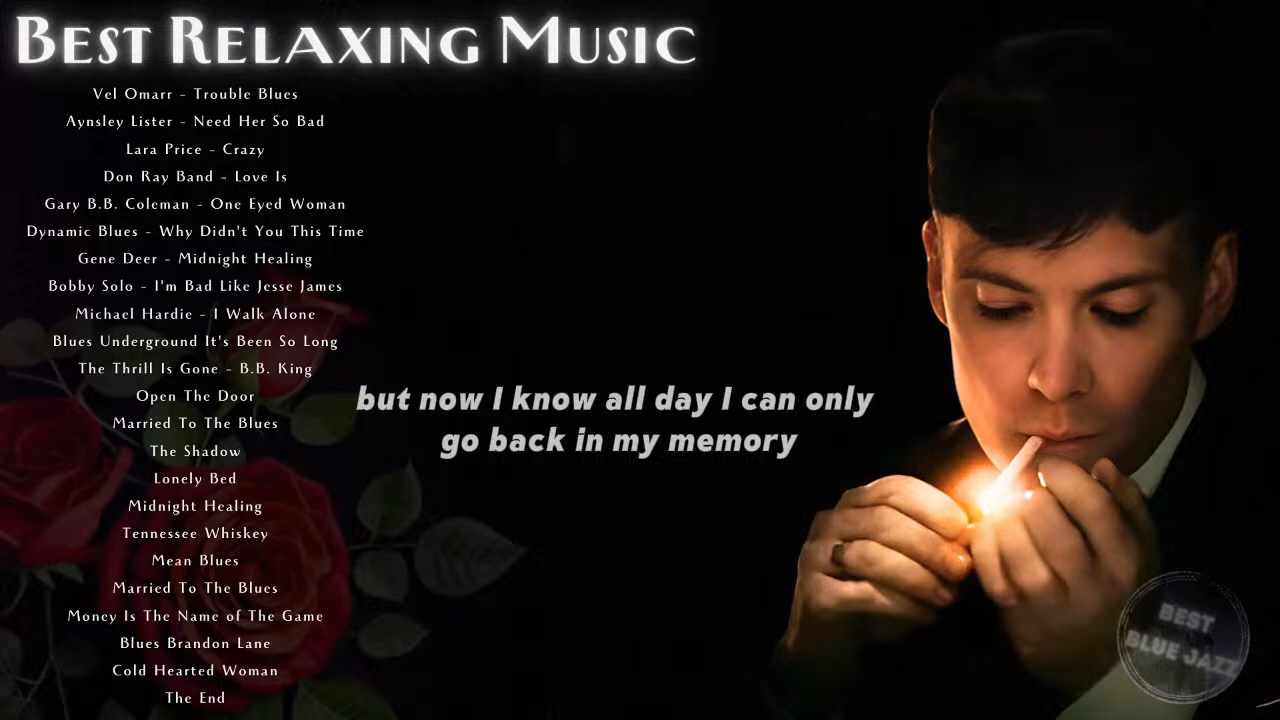 Best Relaxing Music
Vel Omarr - Trouble Blues
Aynsley Lister - Need Her So Bad
Lara Price - Crazy
Don Ray Band - Love Is
Gary B.B. Coleman - One Eyed Woman
Dynamic Blues - Why Didn't You This Time
Gene Deer - Midnight Healing
Bobby Solo - I'm Bad Like Jesse James
Michael Hardie - I Walk Alone
Blues Underground It's Been So Long
The Thrill Is Gone - B.B. King
Open The Door
Married To The Blues
The Shadow
Lonely Bed
Midnight Healing
Tennessee Whiskey
Mean Blues
Married To The Blues
Money Is The Name of The Game
Blues Brandon Lane
Cold Hearted Woman
The End
but now I know all day I can only
go back in my memory
BEST
BLUE JAZZ